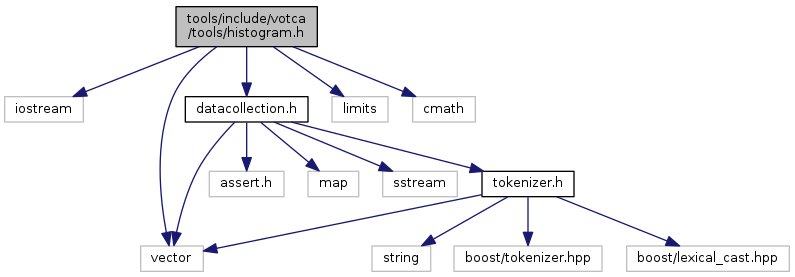 tools/include/votca
/tools/histogram.h
iostream
datacollection.h
limits
cmath
assert.h
map
sstream
tokenizer.h
vector
string
boost/tokenizer.hpp
boost/lexical_cast.hpp